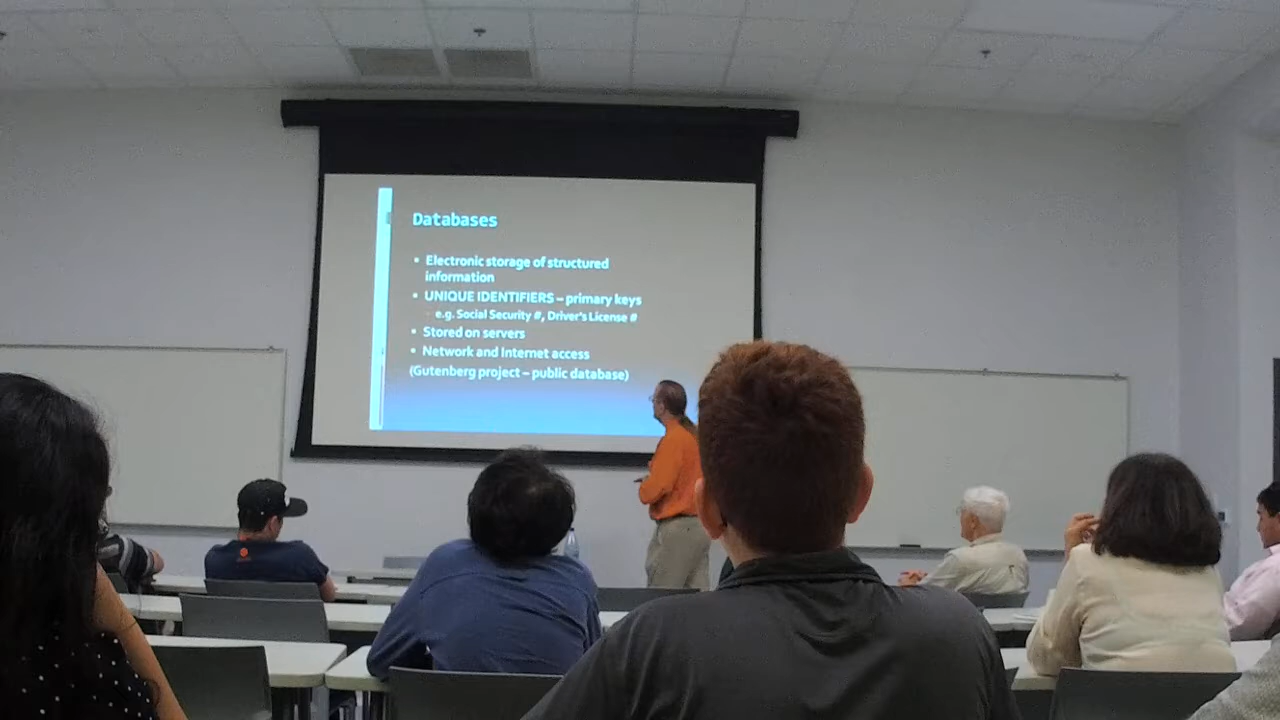 Databases
• Electronic storage of structured
information
• UNIQUE IDENTIFIERS – primary keys
– e.g. Social Security #, Driver's License #
• Stored on servers
• Network and Internet access
(Gutenberg project – public database)